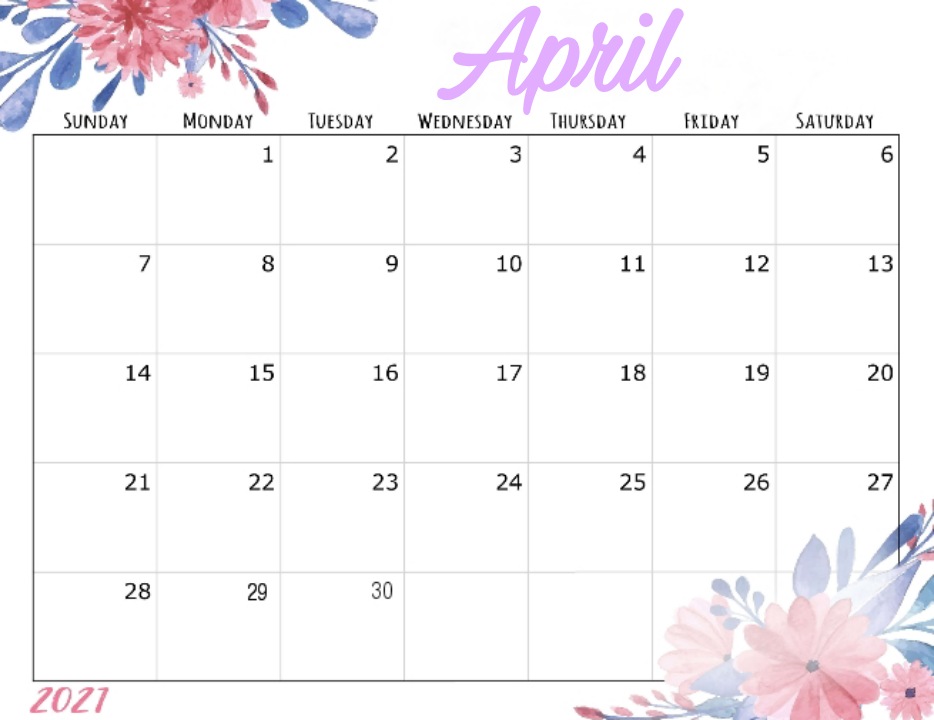 April
Sunday Monday Tuesday Wednesday Thursday Friday Saturday
1 2 3 4 5 6
7 8 9 10 11 12 13
14 15 16 17 18 19 20
21 22 23 24 25 26 27
28 29 30
2021